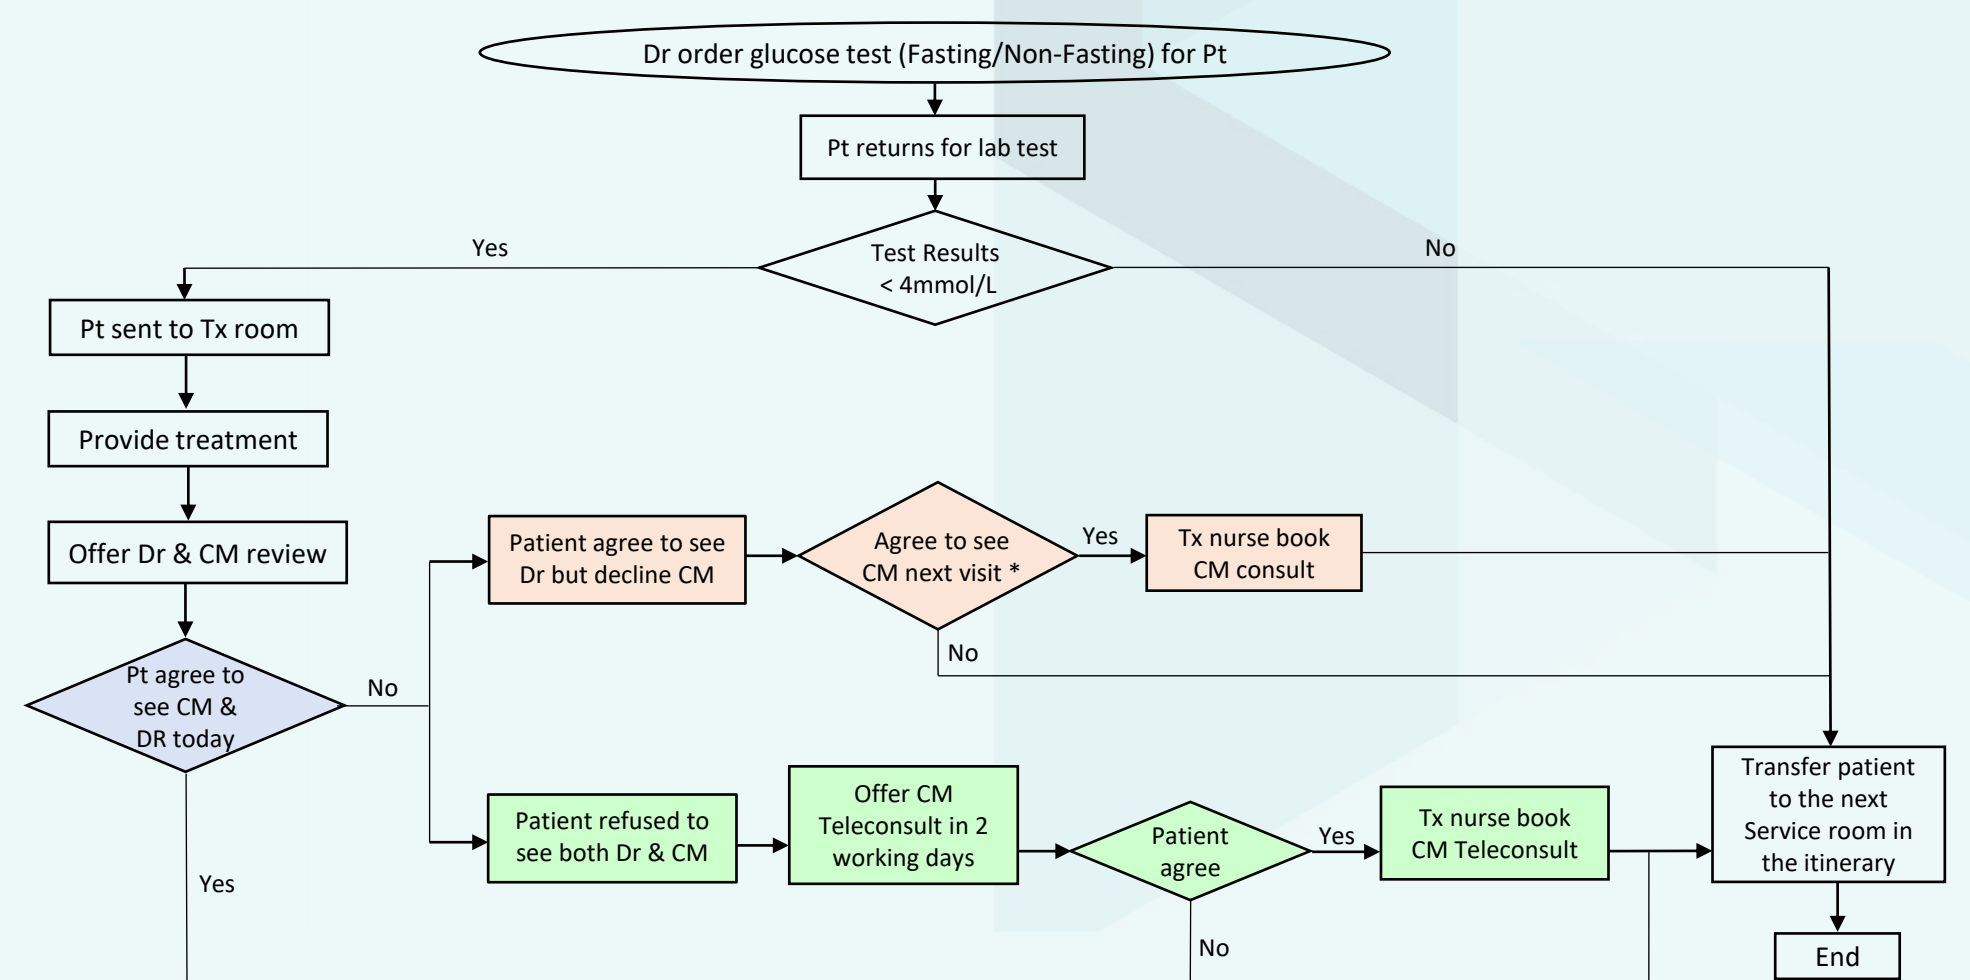 Dr order glucose test (Fasting/Non-Fasting) for Pt
Pt returns for lab test
Test Results
< 4mmol/L
Yes
No
Pt sent to Tx room
Provide treatment
Offer Dr & CM review
Pt agree to
see CM &
DR today
No
Yes
Patient agree to see
Dr but decline CM
Agree to see
CM next visit *
Yes
No
Tx nurse book
CM consult
Patient refused to
see both Dr & CM
Offer CM
Teleconsult in 2
working days
Patient
agree
Yes
No
Tx nurse book
CM Teleconsult
Transfer patient
to the next
Service room in
the itinerary
End